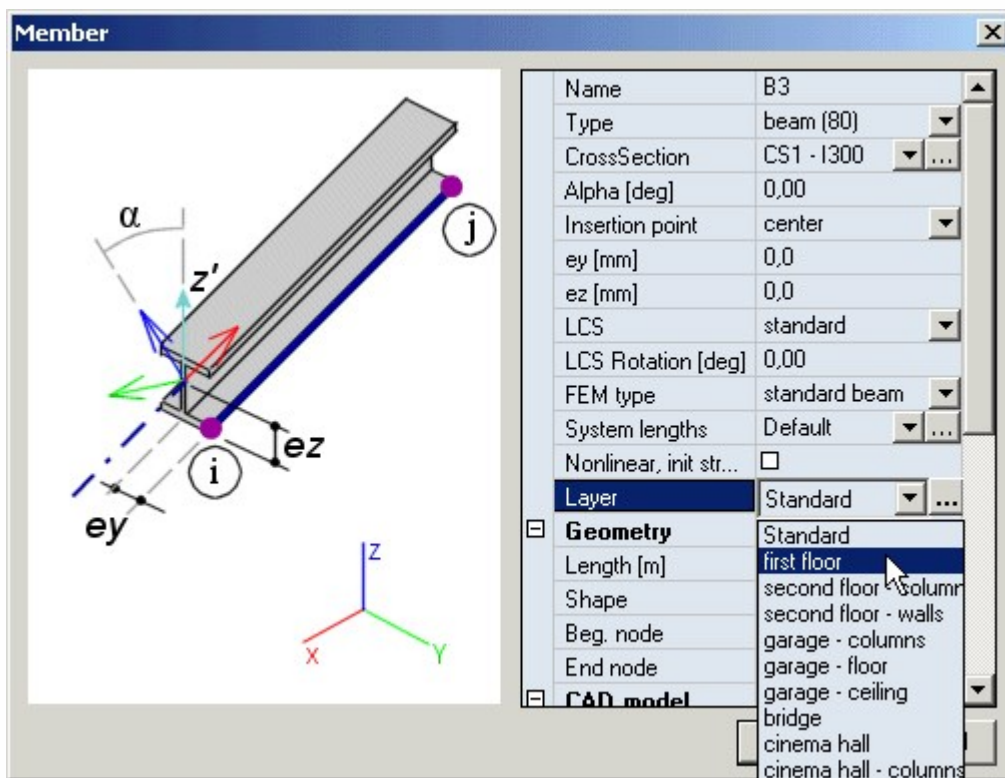 Member
Name B3
Type beam (80)
CrossSection CS1 - I300 ...
Alpha [deg] 0,00
Insertion point center
ey [mm] 0,0
ez [mm] 0,0
LCS standard
LCS Rotation [deg] 0,00
FEM type standard beam
System lengths Default ...
Nonlinear, init str...
Layer Standard ...
Geometry
Length [m]
Shape
Beg. node
End node
CAD model
Standard
first floor
second floor - column
second floor - walls
garage - columns
garage - floor
garage - ceiling
bridge
cinema hall
cinema hall - columns
α
z'
j
i
ez
ey
Z
X
Y